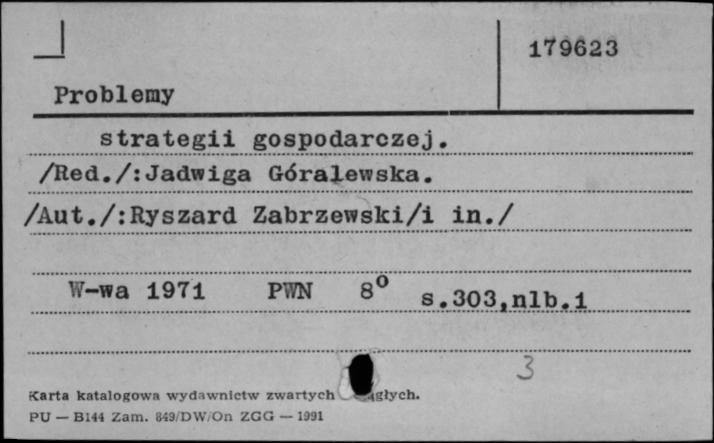 179623
Problemy
strategii gospodarczej.
/Red./:Jadwiga Góralewska.
/Aut./:Ryszard Zabrzewski/i in./
W-wa 1971 PWN 8° s.303,nlb.1
3
Karta katalogowa wydawnictw zwartych
PU — B144 Zam. 849/DW/On ZGG — 1991